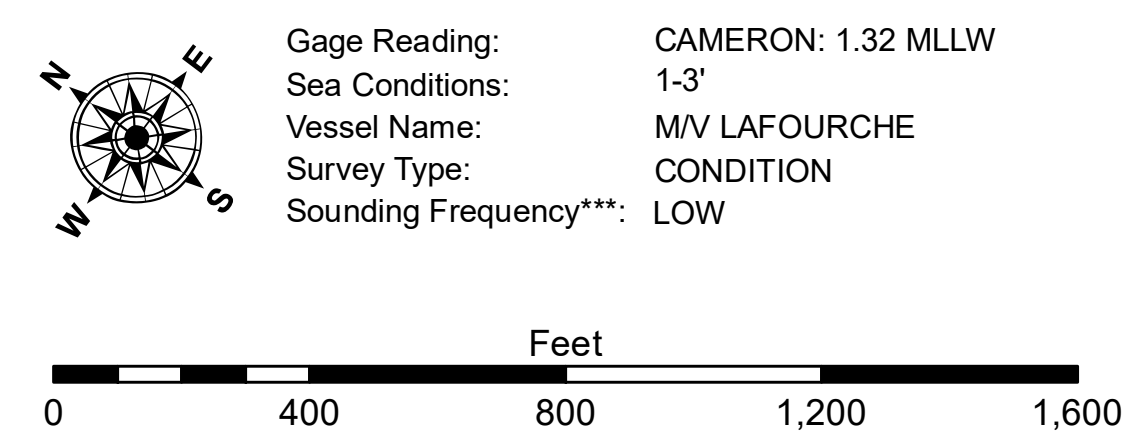 N E
W S
Gage Reading: CAMERON: 1.32 MLLW
Sea Conditions: 1-3'
Vessel Name: M/V LAFOURCHE
Survey Type: CONDITION
Sounding Frequency***: LOW
Feet
0 400 800 1,200 1,600